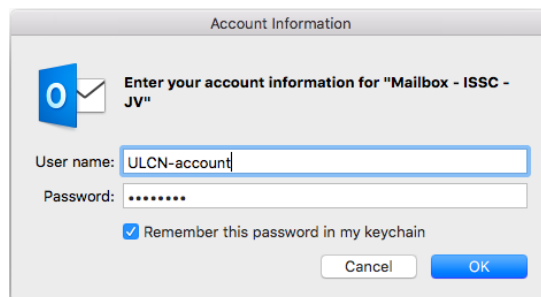 Account Information
Enter your account information for "Mailbox - ISSC -
JV"
User name: ULCN-account
Password: ••••••••
Remember this password in my keychain
Cancel OK